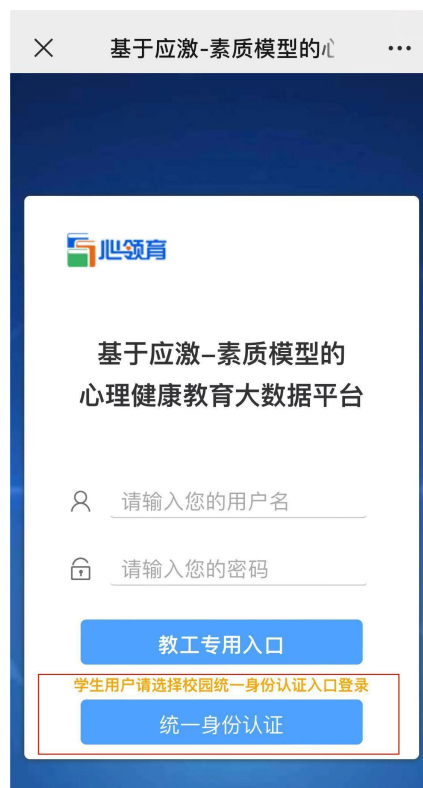 基于应激-素质模型的
心领育
基于应激-素质模型的
心理健康教育大数据平台
请输入您的用户名
请输入您的密码
教工专用入口
学生用户请选择校园统一身份认证入口登录
统一身份认证